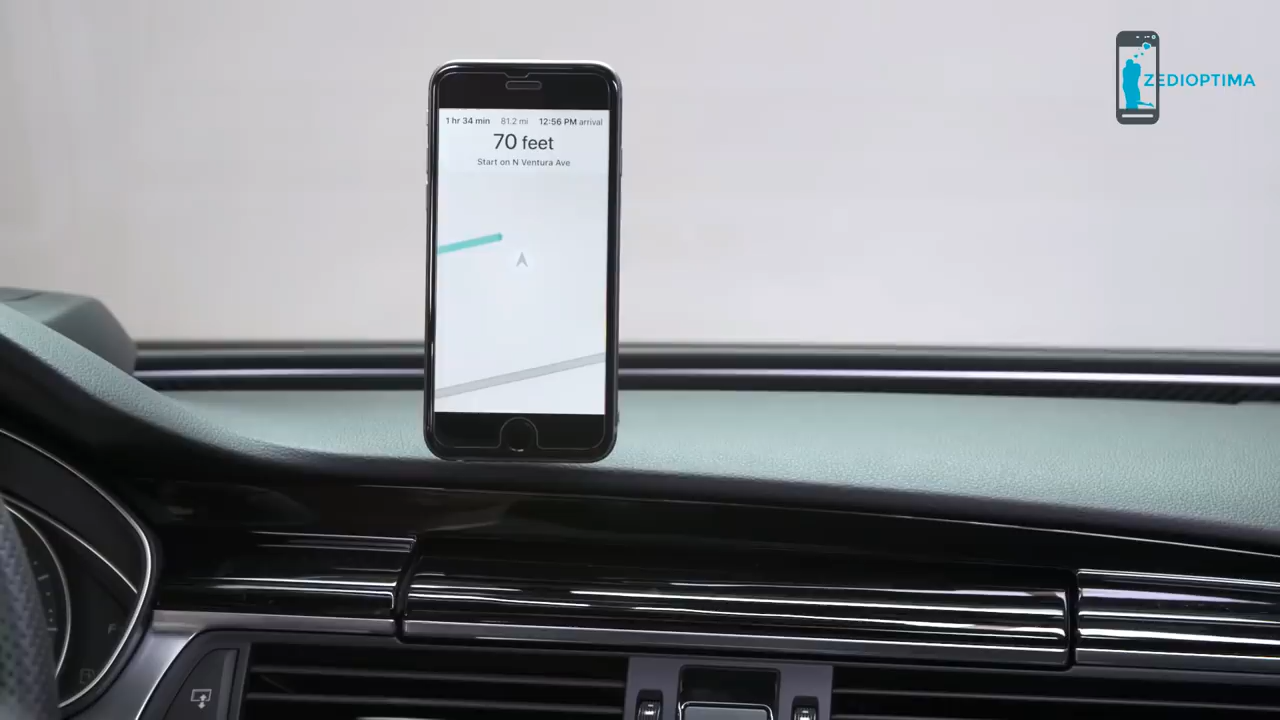 ZEDIOPTIMA
1 hr 34 min 81.2 mi 12:56 PM arrival
70 feet
Start on N Ventura Ave
F